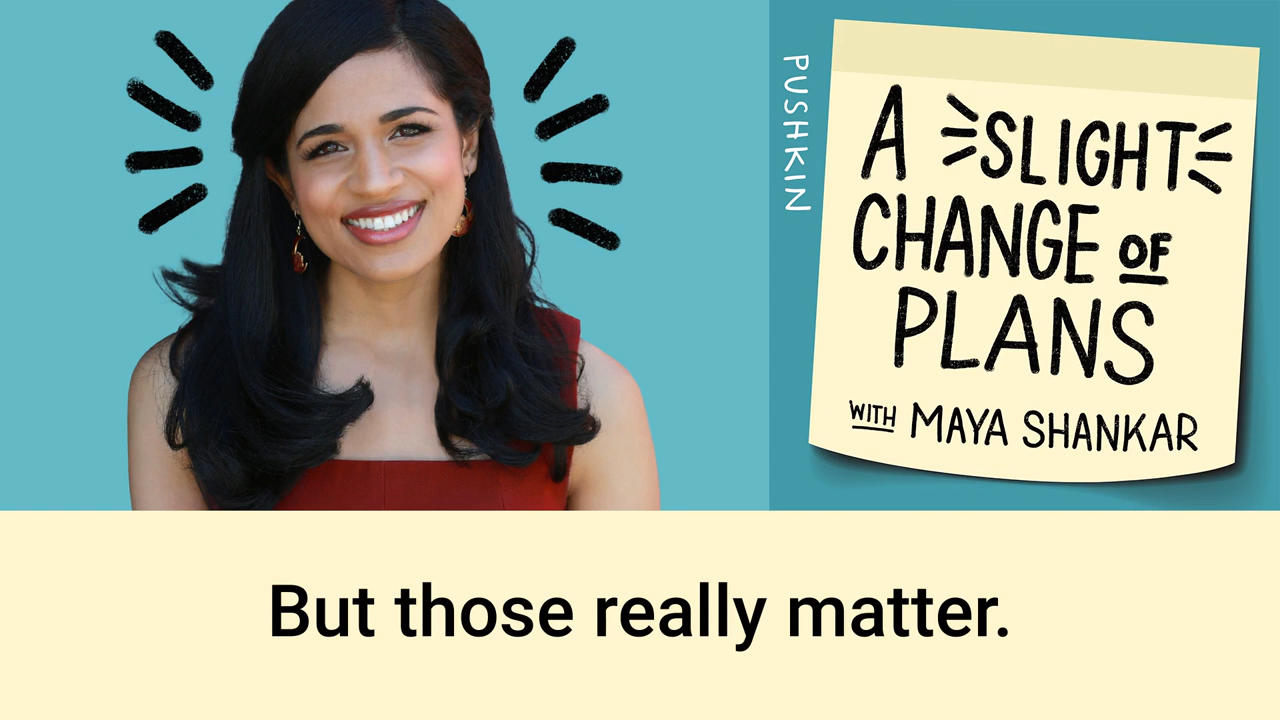 PUSHKIN
A SLIGHT
CHANGE OF
PLANS
WITH MAYA SHANKAR
But those really matter.